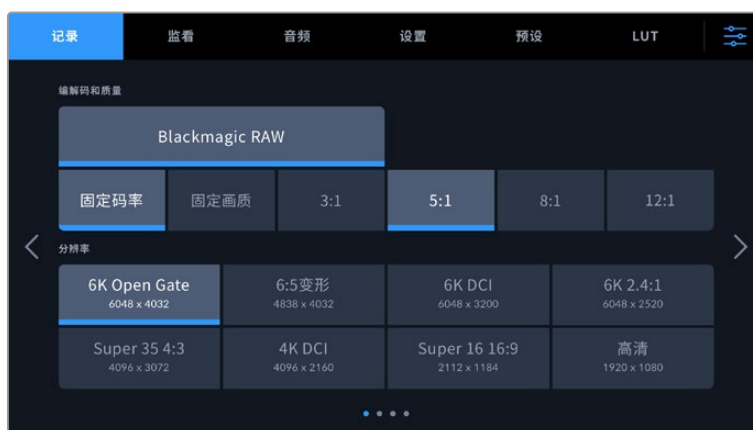 记录 监看 音频 设置 预设 LUT
编解码和质量
Blackmagic RAW
固定码率 固定画质 3:1 5:1 8:1 12:1
分辨率
6K Open Gate 6:5变形 6K DCI 6K 2.4:1
6048 x 4032 4838 x 4032 6048 x 3200 6048 x 2520
Super 35 4:3 4K DCI Super 16 16:9 高清
4096 x 3072 4096 x 2160 2112 x 1184 1920 x 1080